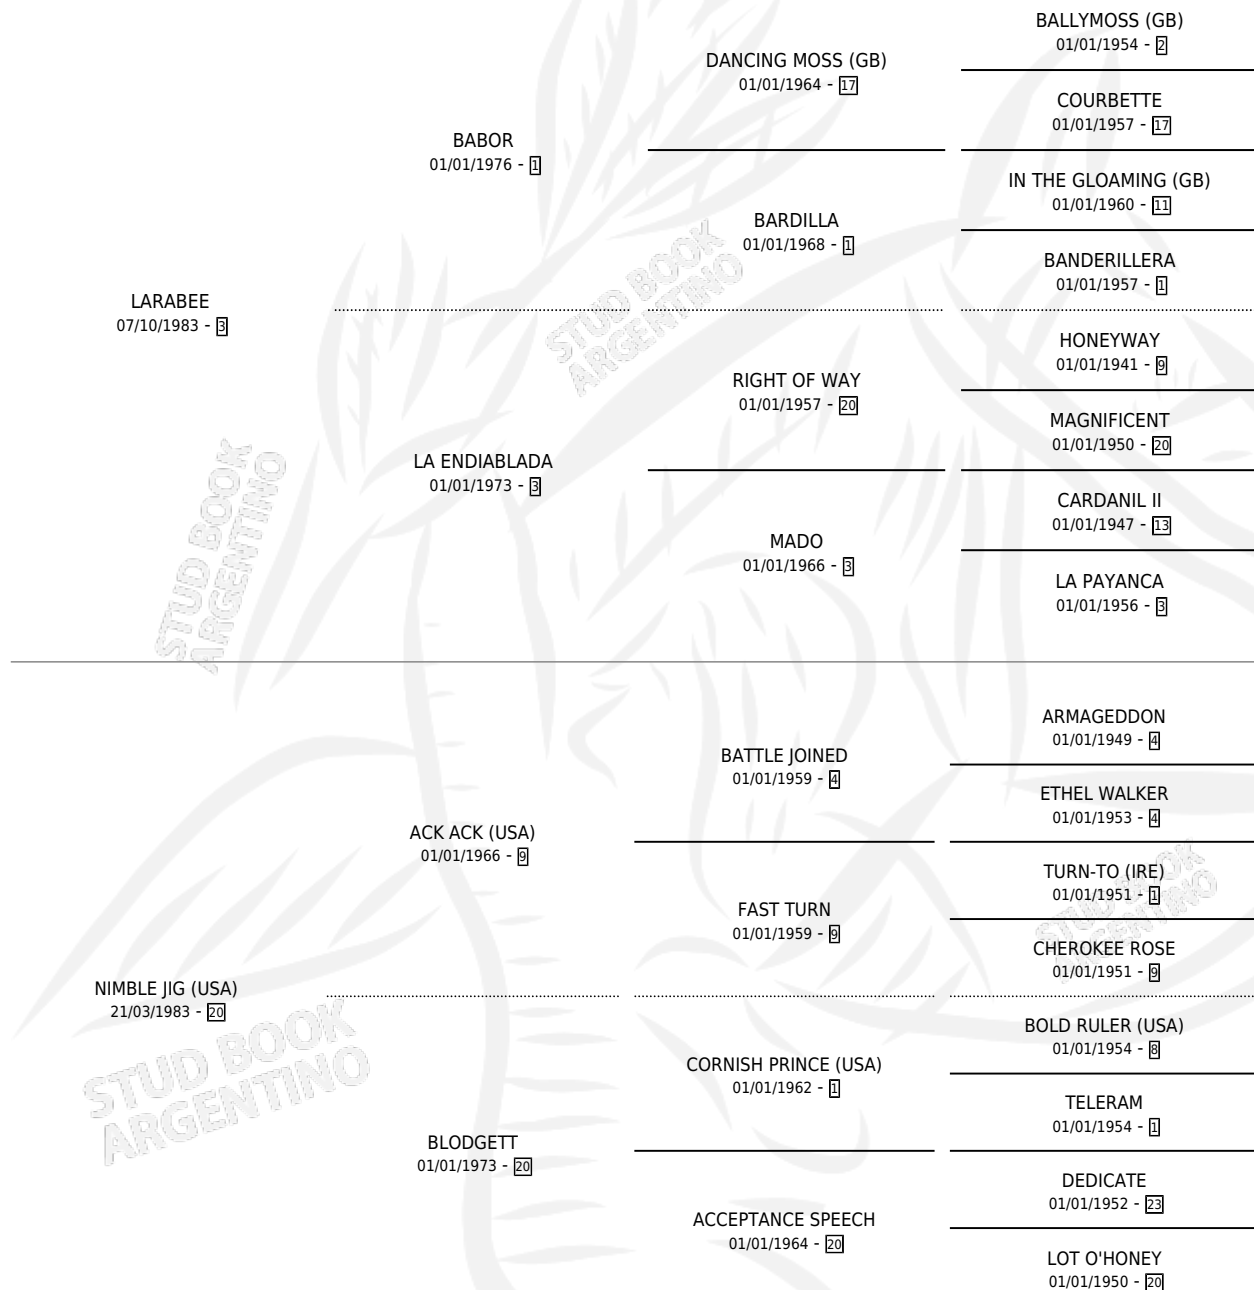 BALLYMOSS (GB)
01/01/1954 - 2
DANCING MOSS (GB)
01/01/1964 - 17
COURBETTE
01/01/1957 - 17
BABOR
01/01/1976 - 1
IN THE GLOAMING (GB)
01/01/1960 - 11
BARDILLA
01/01/1968 - 1
BANDERILLERA
01/01/1957 - 1
LARABEE
07/10/1983 - 3
HONEYWAY
01/01/1941 - 9
RIGHT OF WAY
01/01/1957 - 20
MAGNIFICENT
01/01/1950 - 20
LA ENDIABLADA
01/01/1973 - 3
CARDANIL II
01/01/1947 - 13
MADO
01/01/1966 - 3
LA PAYANCA
01/01/1956 - 3
ARMAGEDDON
01/01/1949 - 4
BATTLE JOINED
01/01/1959 - 4
ETHEL WALKER
01/01/1953 - 4
ACK ACK (USA)
01/01/1966 - 9
TURN-TO (IRE)
01/01/1951 - 1
FAST TURN
01/01/1959 - 9
CHEROKEE ROSE
01/01/1951 - 9
NIMBLE JIG (USA)
21/03/1983 - 20
BOLD RULER (USA)
01/01/1954 - 8
CORNISH PRINCE (USA)
01/01/1962 - 1
TELERAM
01/01/1954 - 1
BLODGETT
01/01/1973 - 20
DEDICATE
01/01/1952 - 23
ACCEPTANCE SPEECH
01/01/1964 - 20
LOT O'HONEY
01/01/1950 - 20
STUD BOOK
ARGENTINO
STUD BOOK
ARGENTINO
STUD BOOK
ARGENTINO
STUD BOOK
ARGENTINO